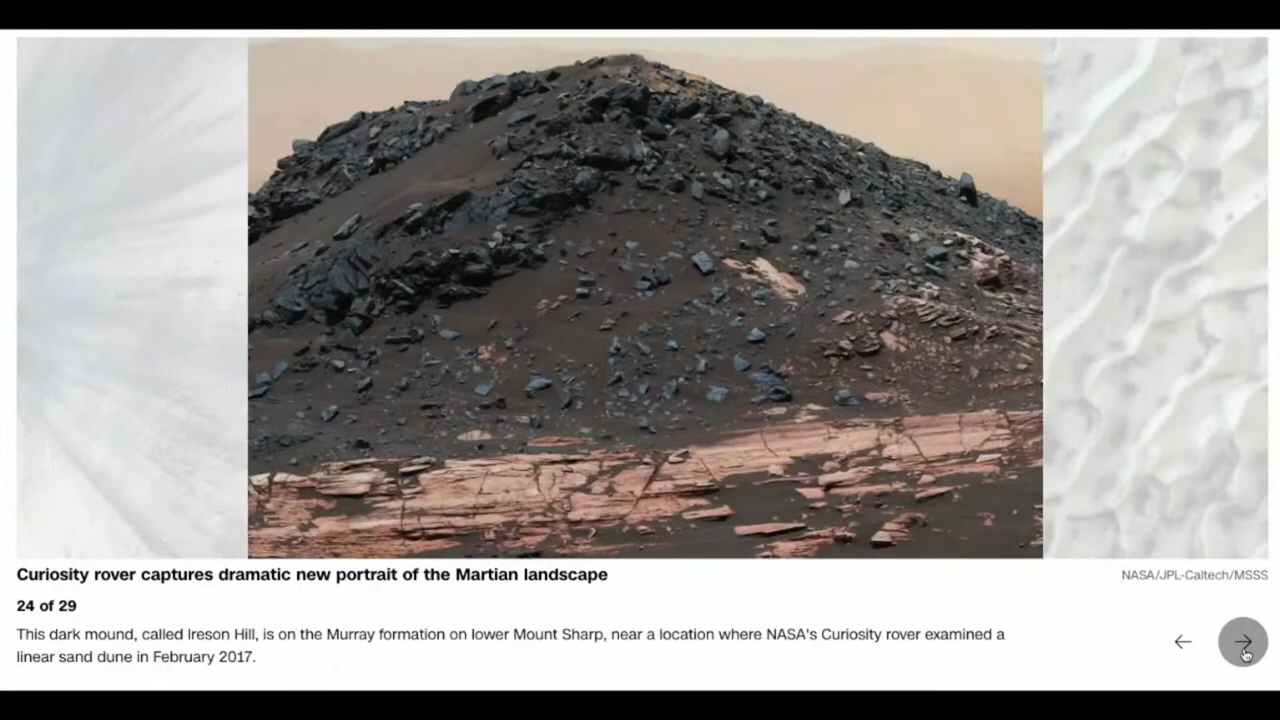 Curiosity rover captures dramatic new portrait of the Martian landscape
NASA/JPL-Caltech/MSSS
24 of 29
This dark mound, called Ireson Hill, is on the Murray formation on lower Mount Sharp, near a location where NASA's Curiosity rover examined a
linear sand dune in February 2017.